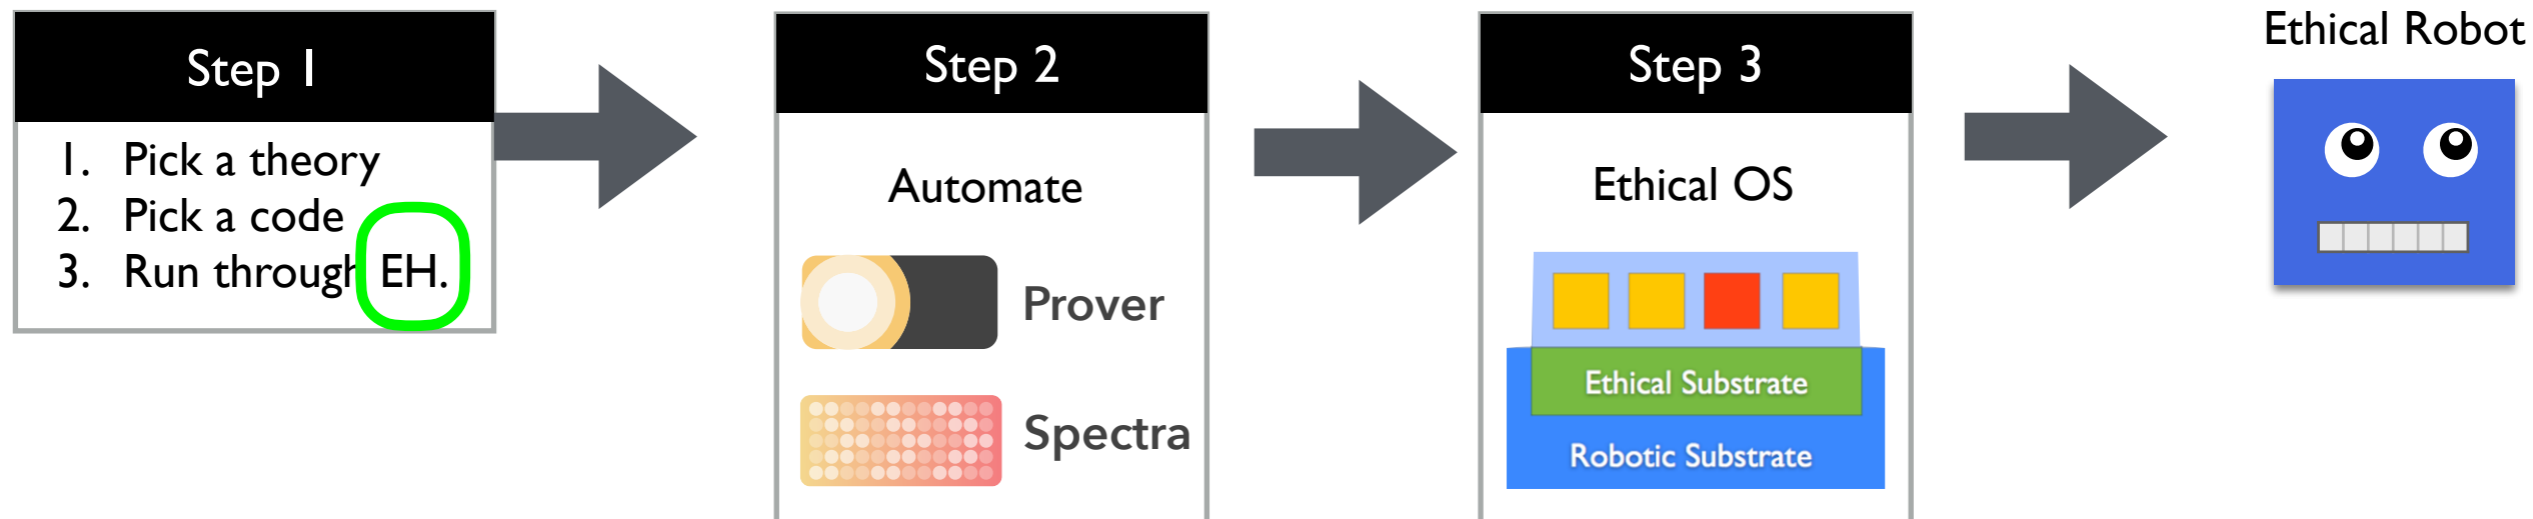 Step 1
1. Pick a theory
2. Pick a code
3. Run through EH.
Step 2
Automate
Prover
Spectra
Step 3
Ethical OS
Ethical Substrate
Robotic Substrate
Ethical Robot